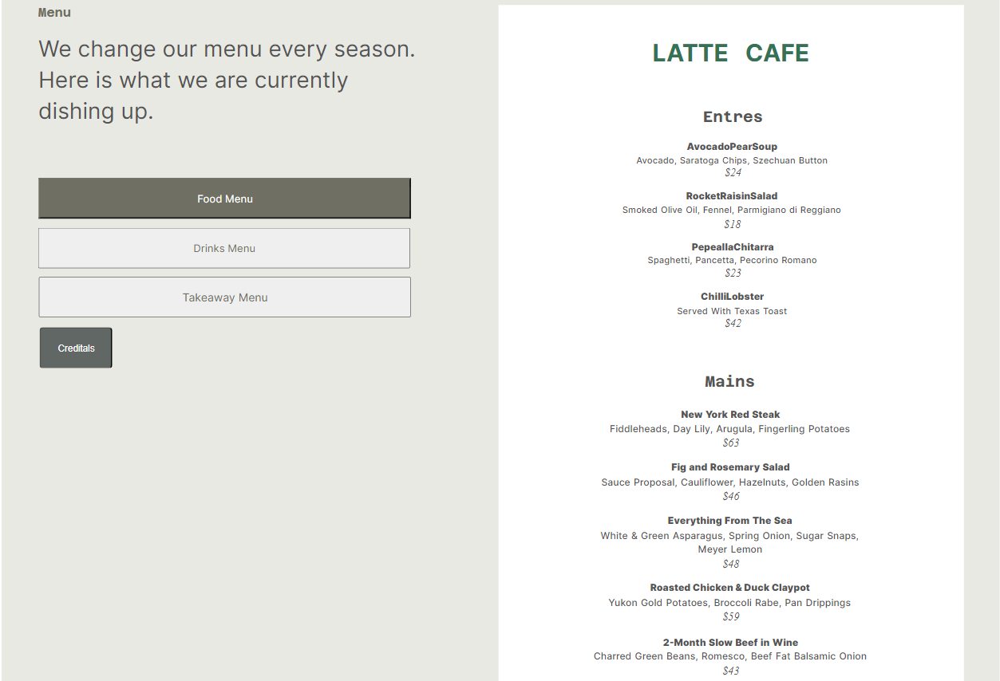 Menu
We change our menu every season.
Here is what we are currently
dishing up.
Food Menu
Drinks Menu
Takeaway Menu
Creditals
LATTE CAFE
Entres
AvocadoPearSoup
Avocado, Saratoga Chips, Szechuan Button
$24
RocketRaisinSalad
Smoked Olive Oil, Fennel, Parmigiano di Reggiano
$18
PepeallaChitarra
Spaghetti, Pancetta, Pecorino Romano
$23
ChilliLobster
Served With Texas Toast
$42
Mains
New York Red Steak
Fiddleheads, Day Lily, Arugula, Fingerling Potatoes
$63
Fig and Rosemary Salad
Sauce Proposal, Cauliflower, Hazelnuts, Golden Rasins
$46
Everything From The Sea
White & Green Asparagus, Spring Onion, Sugar Snaps,
Meyer Lemon
$48
Roasted Chicken & Duck Claypot
Yukon Gold Potatoes, Broccoli Rabe, Pan Drippings
$59
2-Month Slow Beef in Wine
Charred Green Beans, Romesco, Beef Fat Balsamic Onion
$43